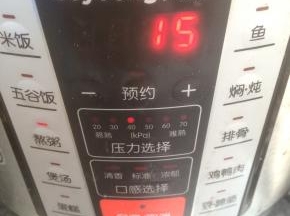 15
米饭
鱼
五谷饭
— 预约 +
焖·炖
20 30 40 50 60 70
(kPa)
熬粥
压力选择
排骨
煲汤
清香 标准 浓郁
鸡鸭肉
口感选择
蛋糕